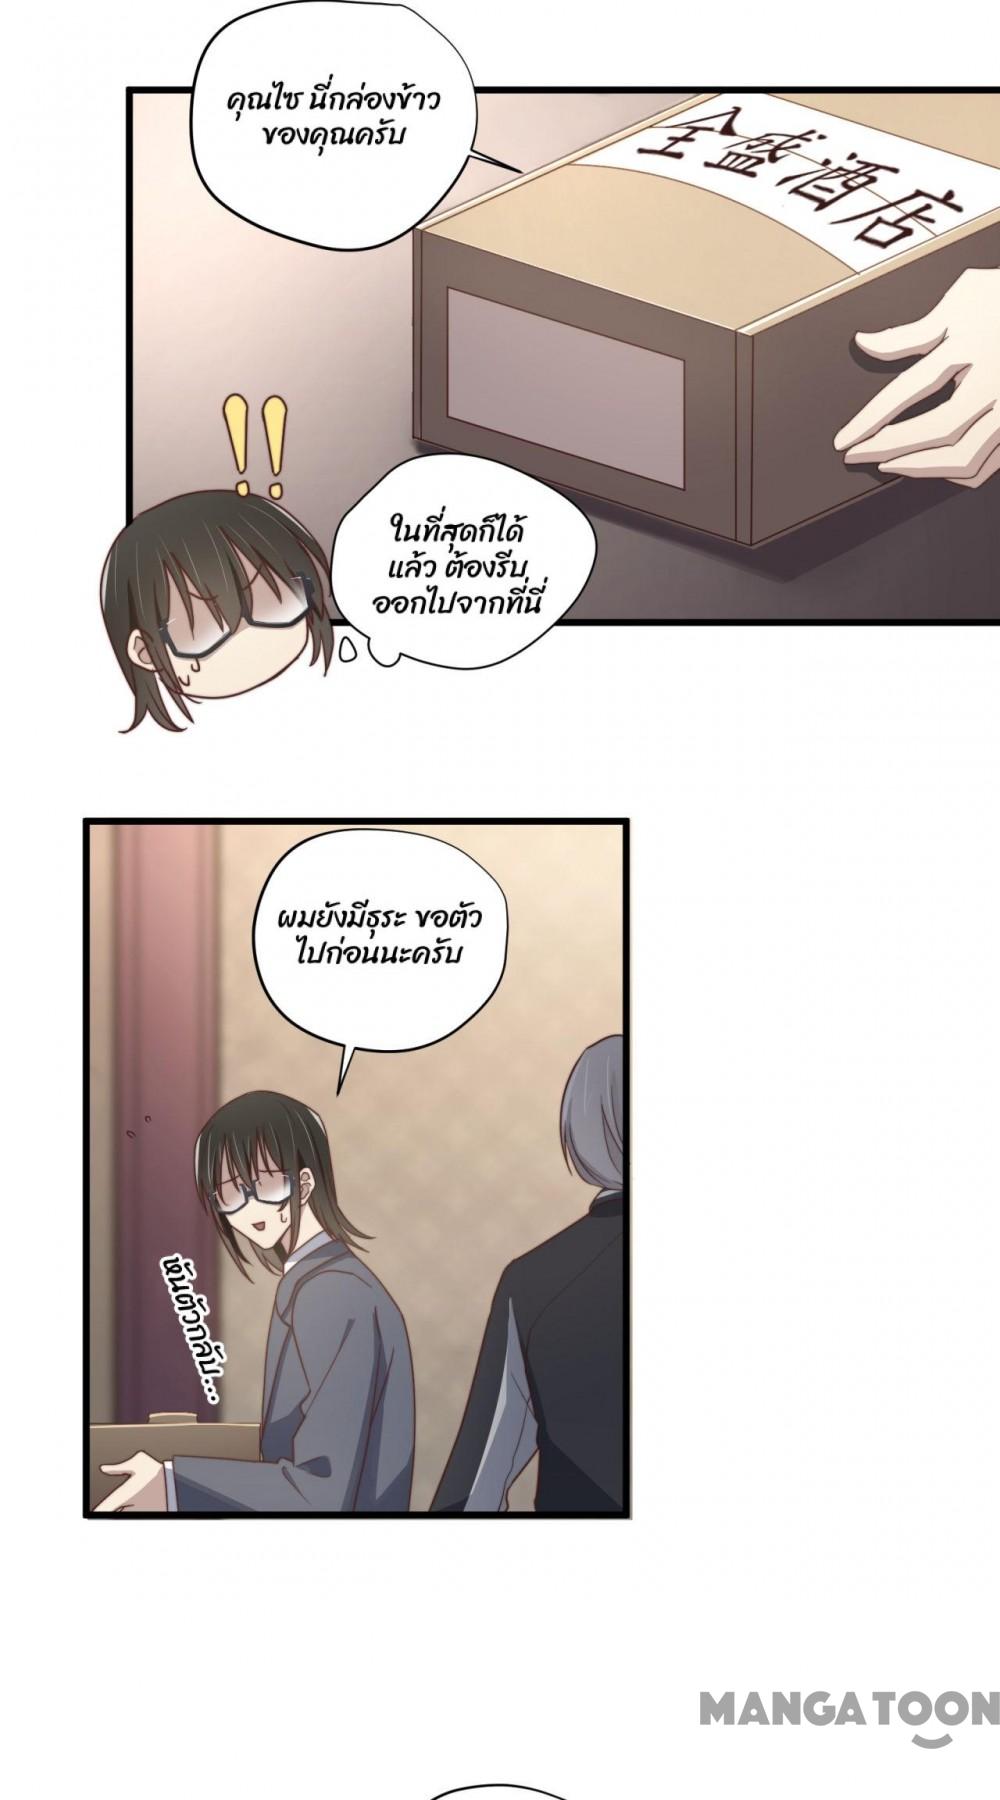 คุณไซ นี่กล่องข้าว
ของคุณครับ
全盛酒店
ในที่สุดก็ได้
แล้ว ต้องรีบ
ออกไปจากที่นี่
ผมยังมีธุระ ขอตัว
ไปก่อนนะครับ
หันตัวกลับ...
MANGATOON